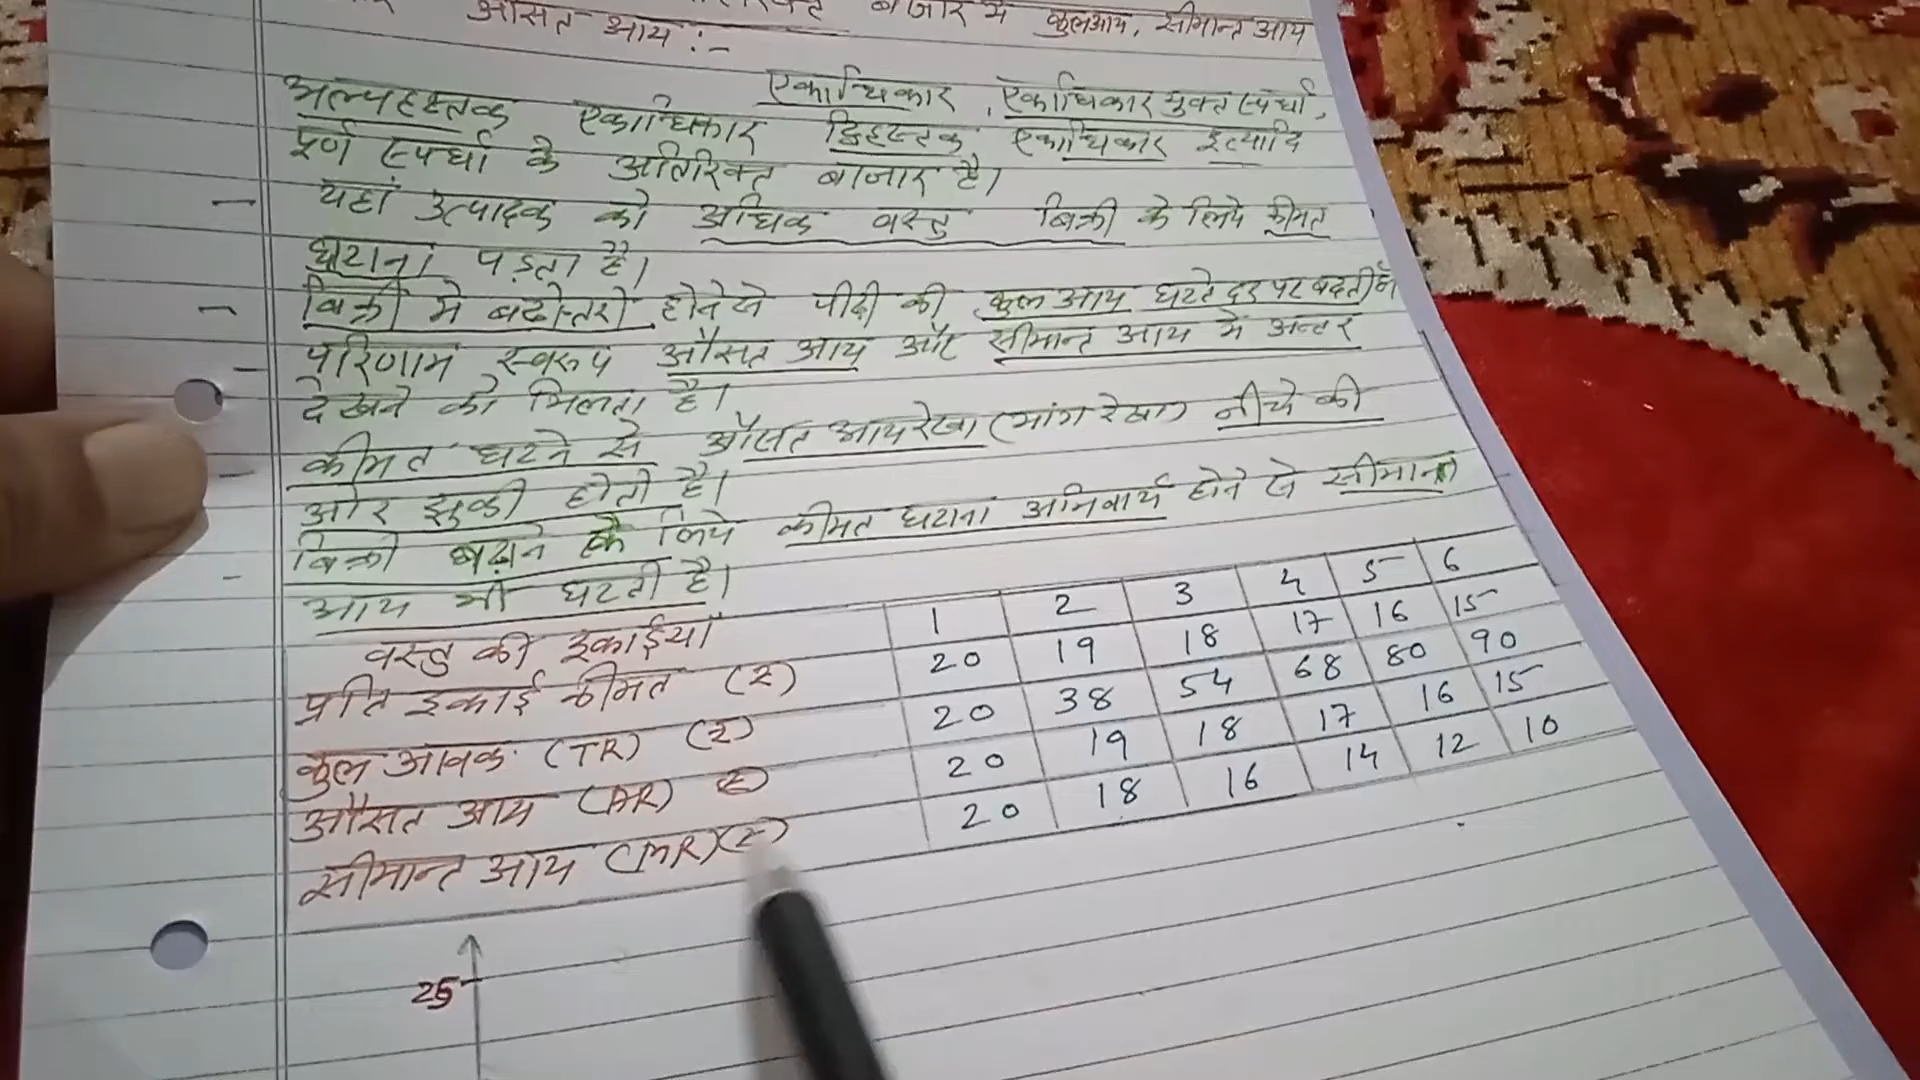 बाजार मे कुलआय, सीमान्त आय
औसत आय :-
एकाधिकार, एकाधिकार युक्त स्पर्धा,
अल्पहस्तक एकाधिकार द्विहस्तक एकाधिकार इत्यादि
पूर्ण स्पर्धा के अतिरिक्त बाजार है।
- यहां उत्पादक को अधिक वस्तु बिक्री के लिये कीमत
घटाना पड़ता है।
- बिक्री मे बढोत्तरी होनेसे पीढी की कुल आय घटते दर पर बढती है
- परिणाम स्वरूप औसत आय और सीमान्त आय मे अन्तर
देखने को मिलता है।
- कीमत घटने से औसत आयरेखा (मांग रेखा) नीचे की
ओर झुकी होती है।
- बिक्री बढ़ाने के लिये कीमत घटाना अनिवार्य होने से सीमान्त
आय भी घटती है।
वस्तु की इकाईयां 1 2 3 4 5 6
प्रति इकाई कीमत (रु) 20 19 18 17 16 15
कुल आवक (TR) (रु) 20 38 54 68 80 90
औसत आय (AR) (रु) 20 19 18 17 16 15
सीमान्त आय (MR) (रु) 20 18 16 14 12 10
25